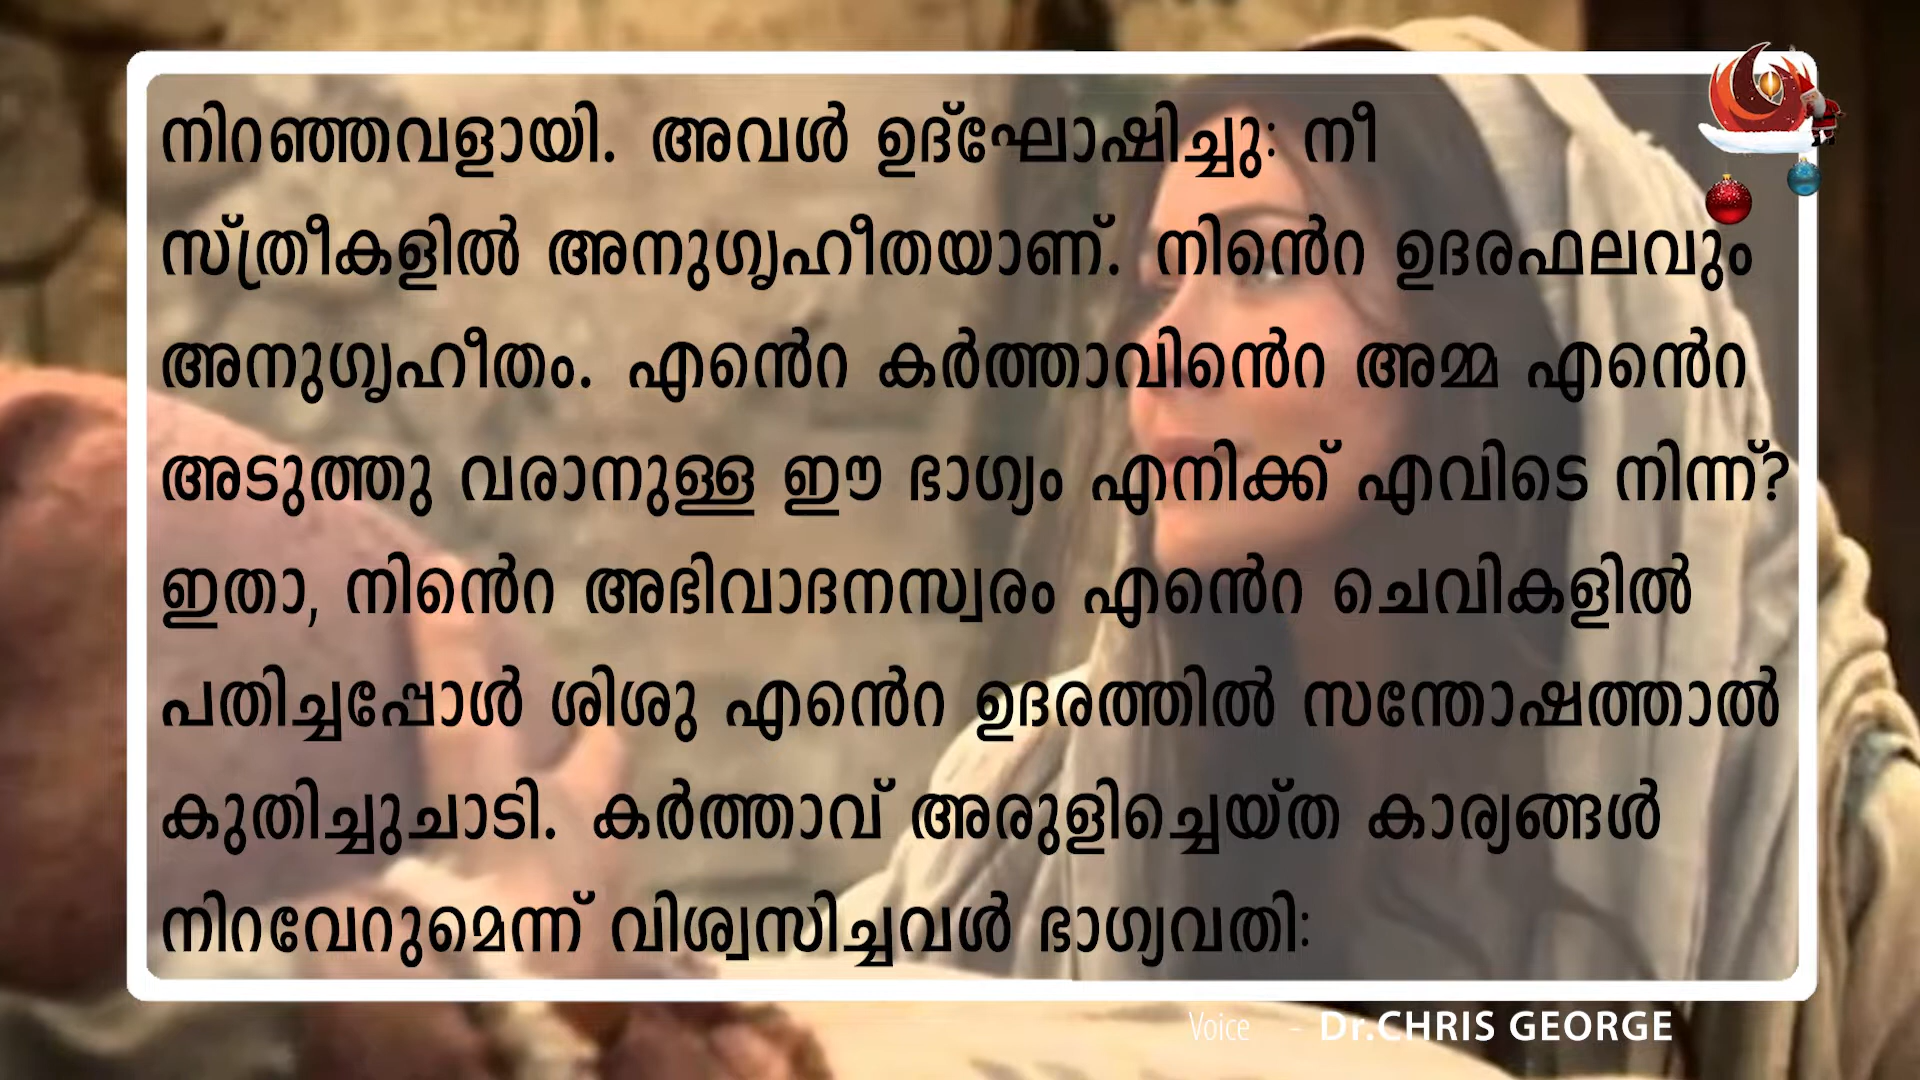 നിറഞ്ഞവളായി. അവൾ ഉദ്ഘോഷിച്ചു: നീ
സ്ത്രീകളിൽ അനുഗൃഹീതയാണ്. നിൻെറ ഉദരഫലവും
അനുഗൃഹീതം. എൻെറ കർത്താവിൻെറ അമ്മ എൻെറ
അടുത്തു വരാനുള്ള ഈ ഭാഗ്യം എനിക്ക് എവിടെ നിന്ന്?
ഇതാ, നിൻെറ അഭിവാദനസ്വരം എൻെറ ചെവികളിൽ
പതിച്ചപ്പോൾ ശിശു എൻെറ ഉദരത്തിൽ സന്തോഷത്താൽ
കുതിച്ചുചാടി. കർത്താവ് അരുളിച്ചെയ്ത കാര്യങ്ങൾ
നിറവേറുമെന്ന് വിശ്വസിച്ചവൾ ഭാഗ്യവതി:
Voice - Dr.CHRIS GEORGE